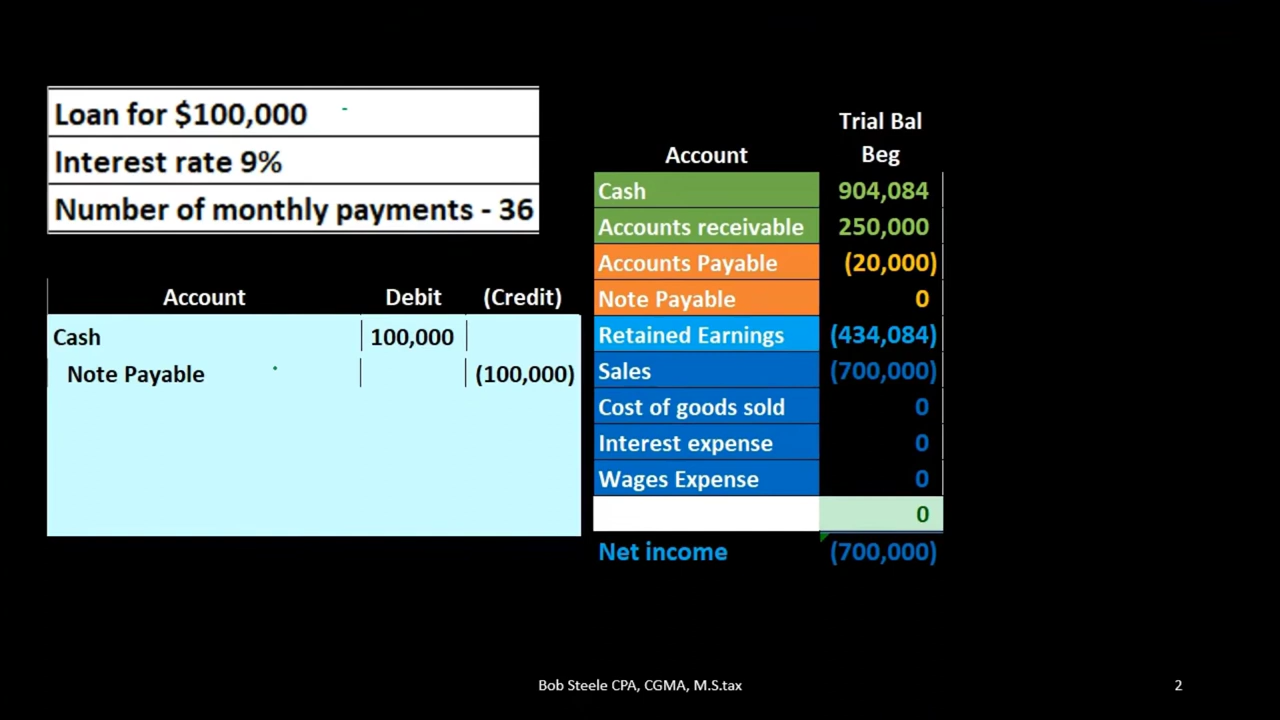 Loan for $100,000
Interest rate 9%
Number of monthly payments - 36
Account Debit (Credit)
Cash 100,000
Note Payable (100,000)
Trial Bal
Account Beg
Cash 904,084
Accounts receivable 250,000
Accounts Payable (20,000)
Note Payable 0
Retained Earnings (434,084)
Sales (700,000)
Cost of goods sold 0
Interest expense 0
Wages Expense 0
0
Net income (700,000)
Bob Steele CPA, CGMA, M.S.tax 2